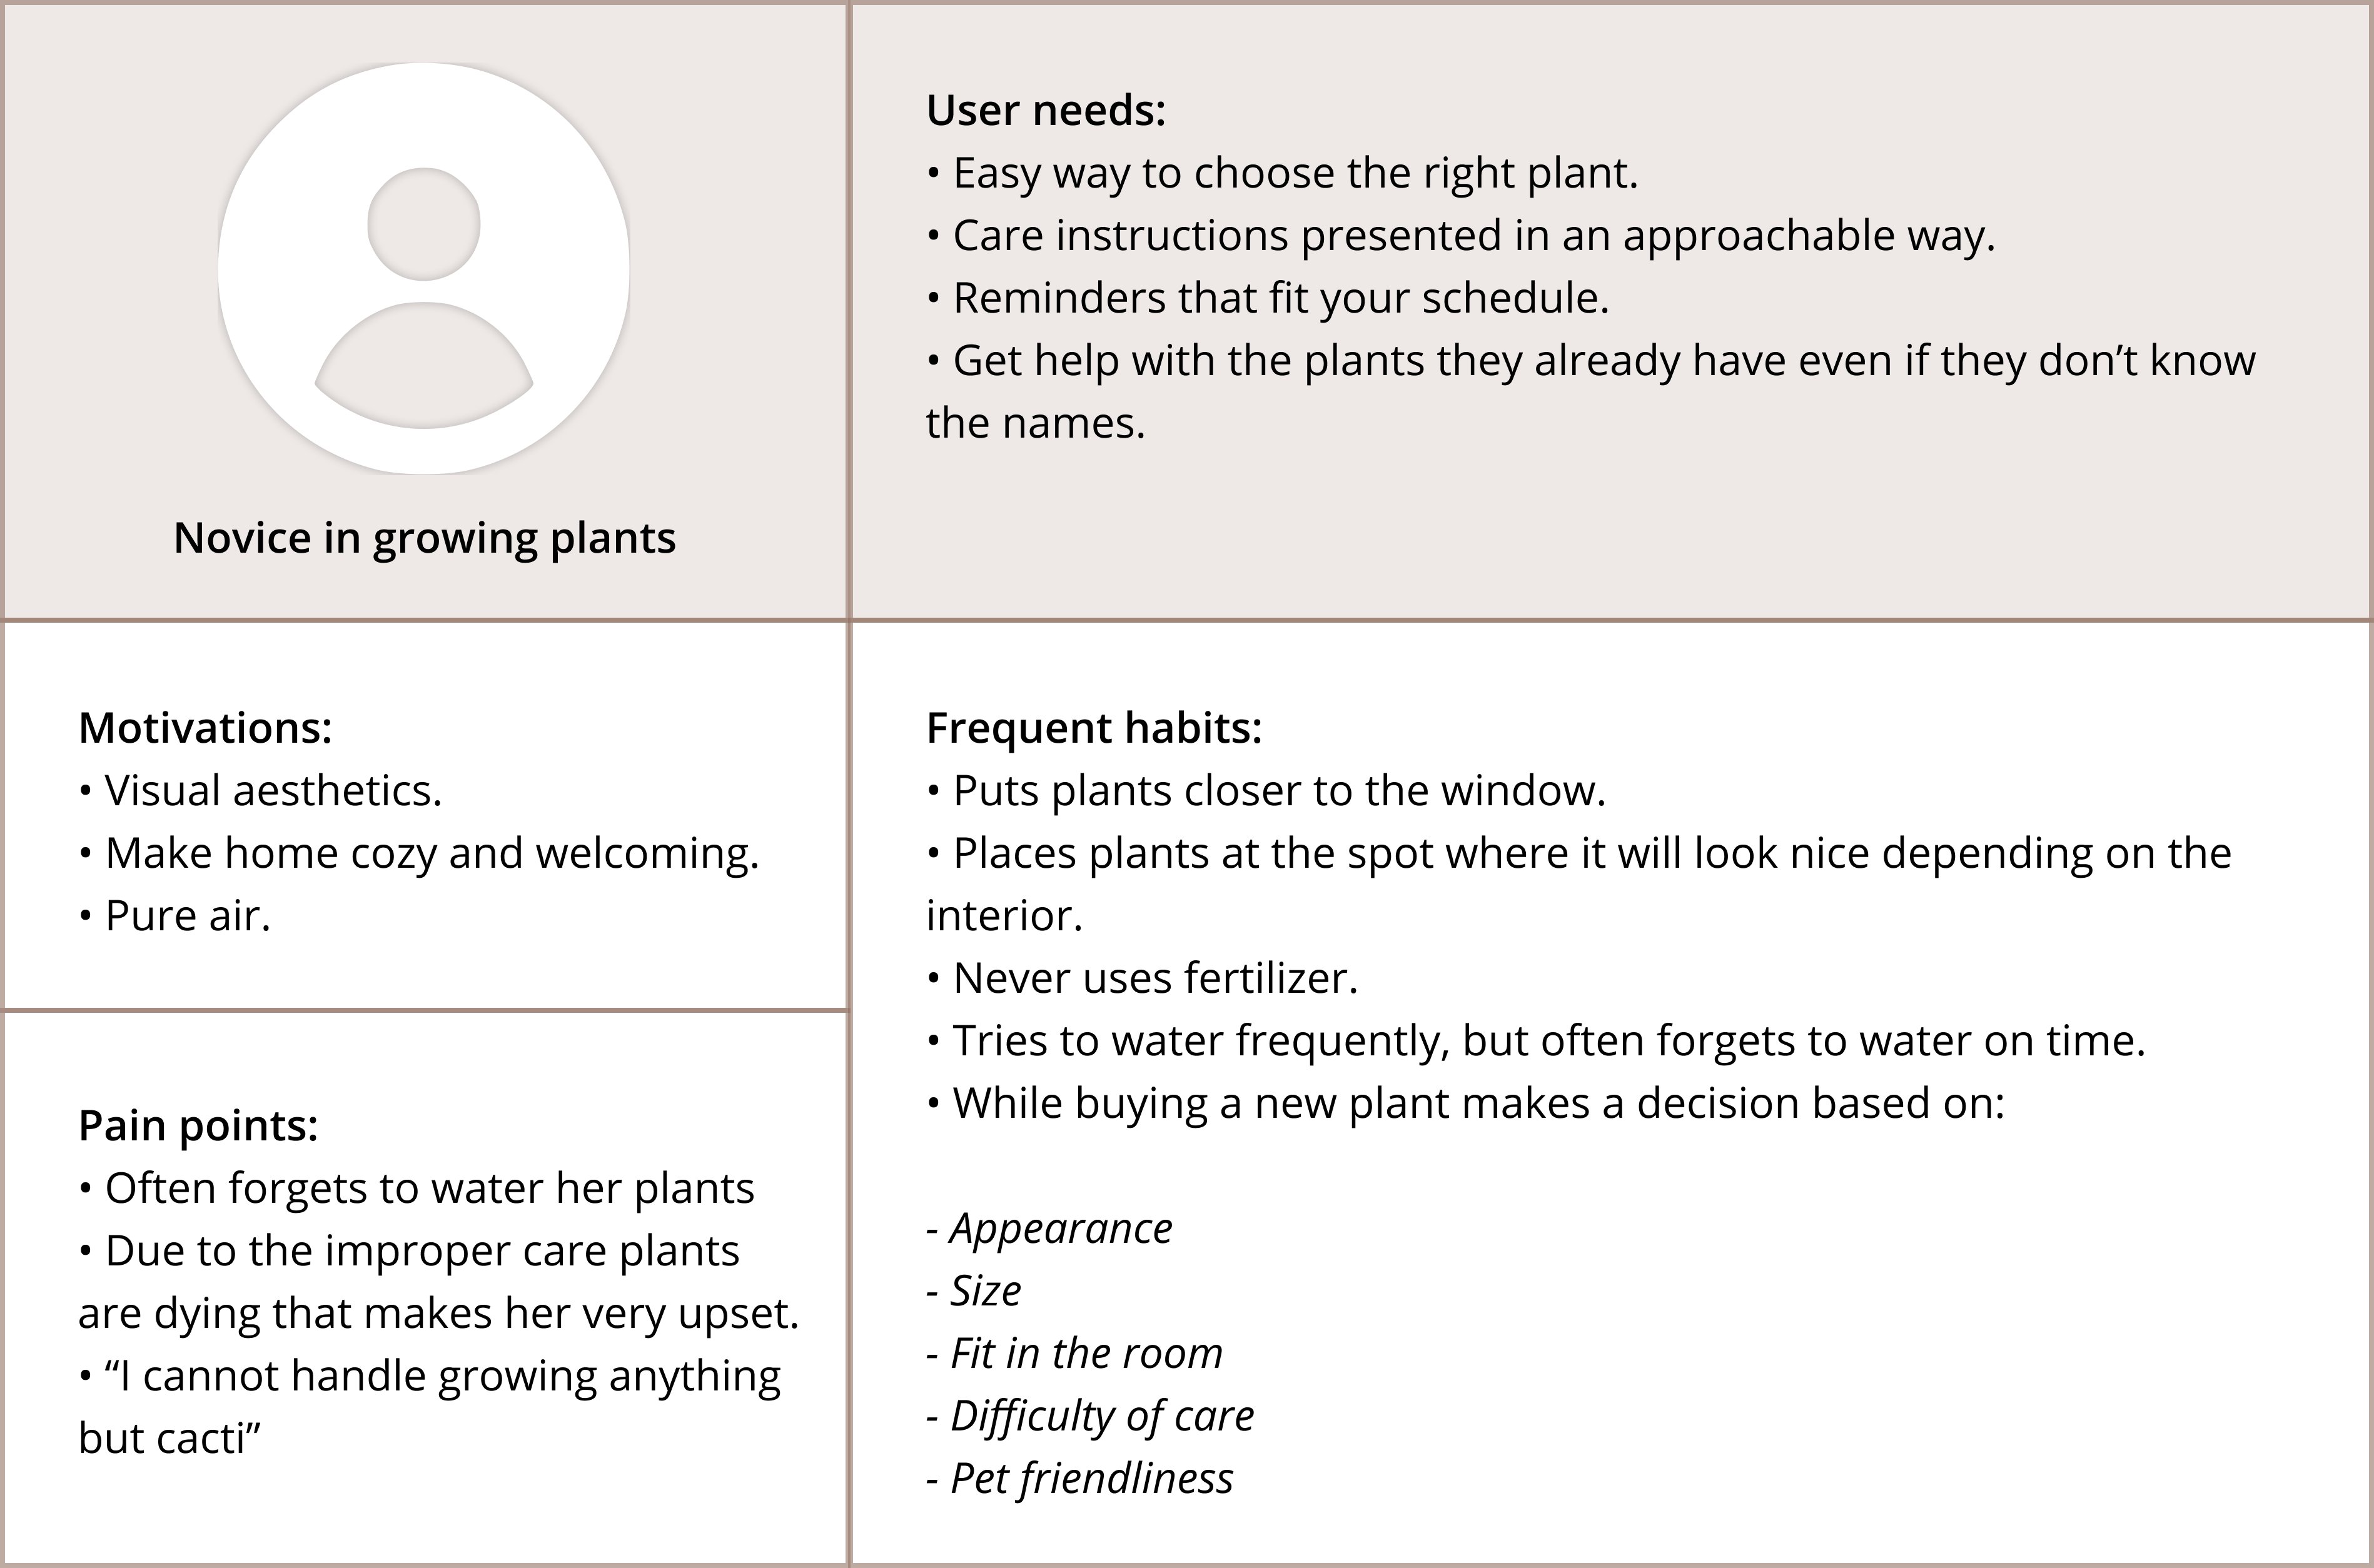 Novice in growing plants
User needs:
• Easy way to choose the right plant.
• Care instructions presented in an approachable way.
• Reminders that fit your schedule.
• Get help with the plants they already have even if they don’t know
the names.
Motivations:
• Visual aesthetics.
• Make home cozy and welcoming.
• Pure air.
Pain points:
• Often forgets to water her plants
• Due to the improper care plants
are dying that makes her very upset.
• “I cannot handle growing anything
but cacti”
Frequent habits:
• Puts plants closer to the window.
• Places plants at the spot where it will look nice depending on the
interior.
• Never uses fertilizer.
• Tries to water frequently, but often forgets to water on time.
• While buying a new plant makes a decision based on:
- Appearance
- Size
- Fit in the room
- Difficulty of care
- Pet friendliness